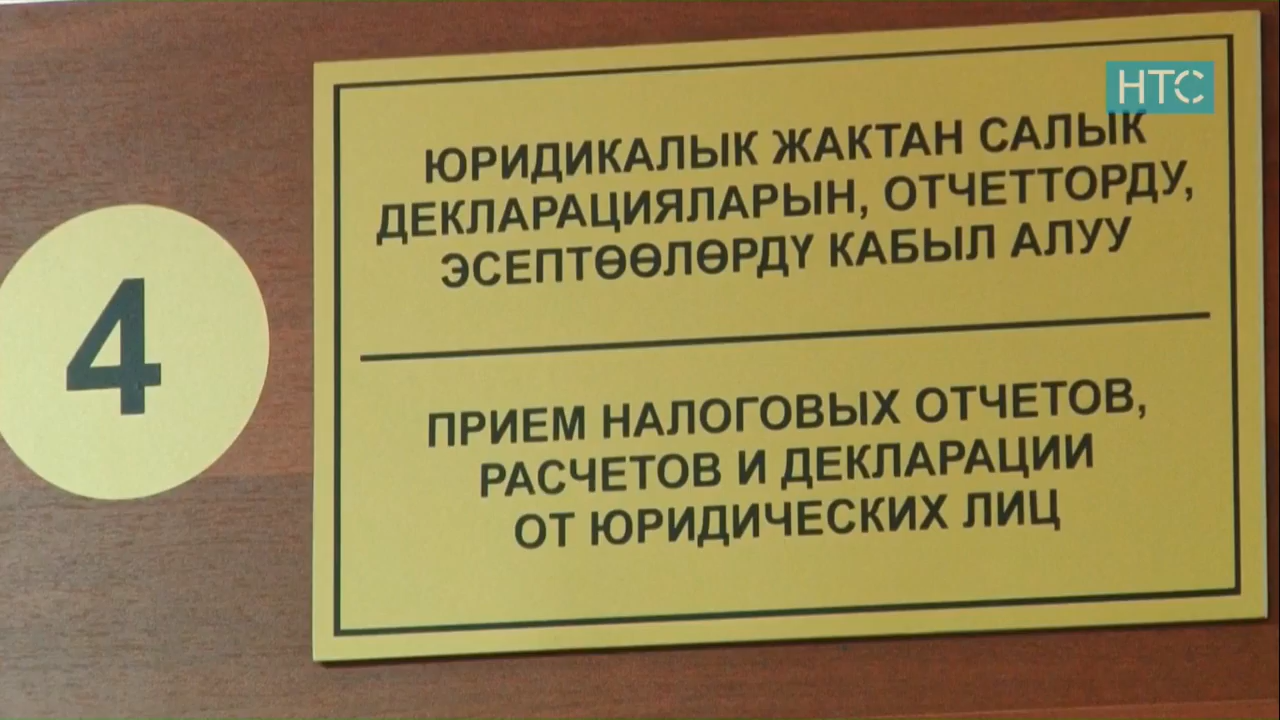 НТС
4
ЮРИДИКАЛЫК ЖАКТАН САЛЫК
ДЕКЛАРАЦИЯЛАРЫН, ОТЧЕТТОРДУ,
ЭСЕПТӨӨЛӨРДҮ КАБЫЛ АЛУУ
ПРИЕМ НАЛОГОВЫХ ОТЧЕТОВ,
РАСЧЕТОВ И ДЕКЛАРАЦИИ
ОТ ЮРИДИЧЕСКИХ ЛИЦ